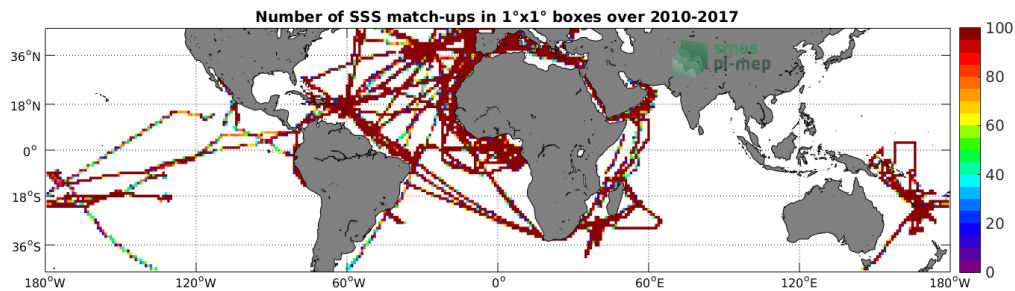 Number of SSS match-ups in 1°x1° boxes over 2010-2017
smos
pi-mep
36°N
18°N
0°
18°S
36°S
180°W
120°W
60°W
0°
60°E
120°E
180°W
100
80
60
40
20
0